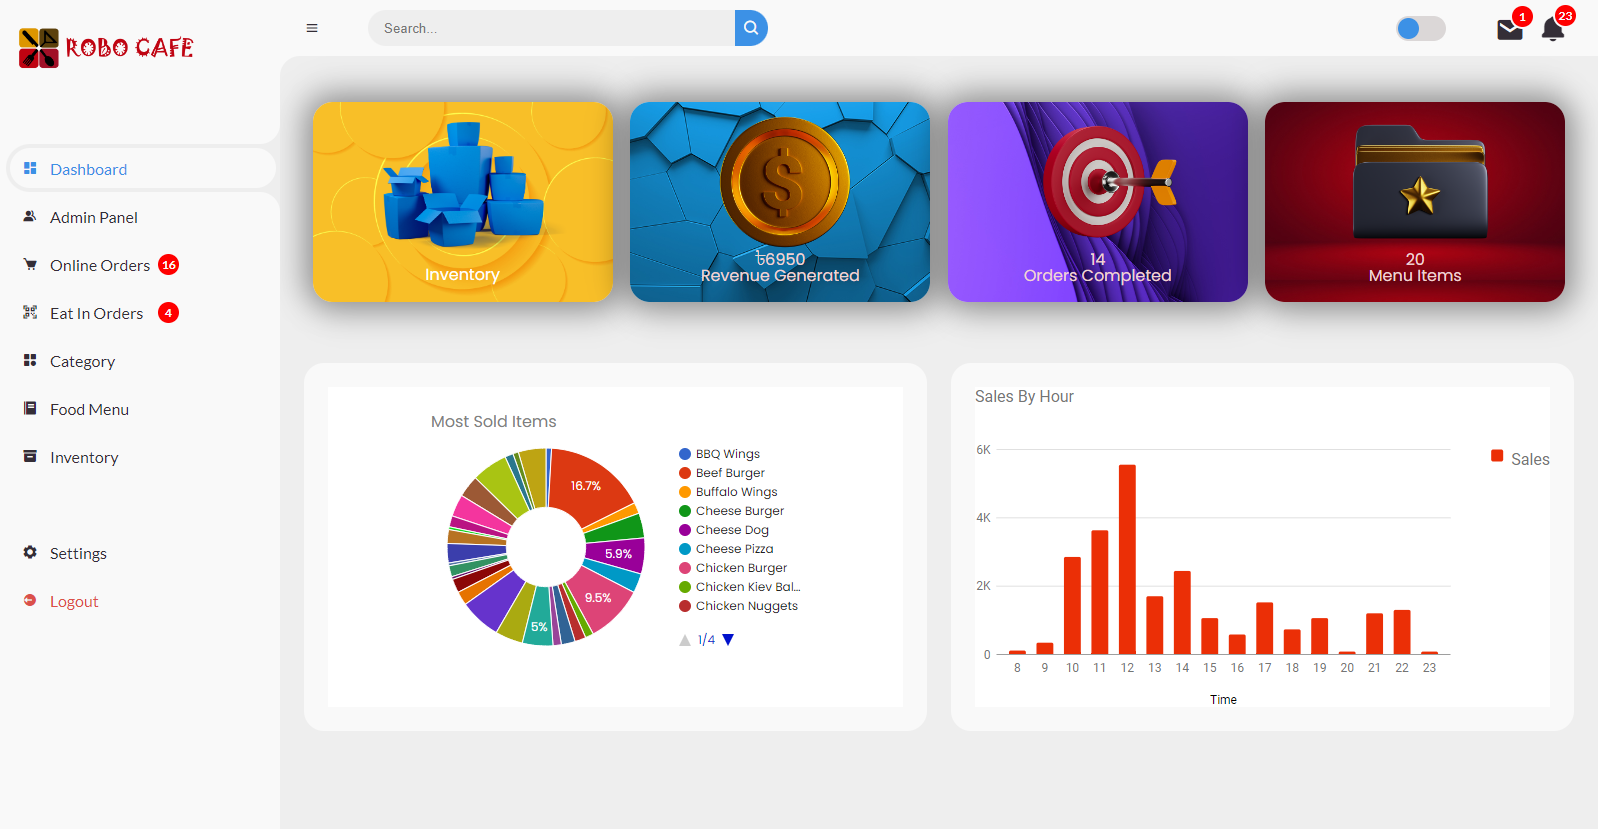 ROBO CAFE
Search...
1
23
Dashboard
Admin Panel
Online Orders 16
Eat In Orders 4
Category
Food Menu
Inventory
Settings
Logout
Inventory
৳6950
Revenue Generated
14
Orders Completed
20
Menu Items
Most Sold Items
16.7%
5.9%
9.5%
5%
BBQ Wings
Beef Burger
Buffalo Wings
Cheese Burger
Cheese Dog
Cheese Pizza
Chicken Burger
Chicken Kiev Bal...
Chicken Nuggets
1/4
Sales By Hour
6K
4K
2K
0
8 9 10 11 12 13 14 15 16 17 18 19 20 21 22 23
Time
Sales